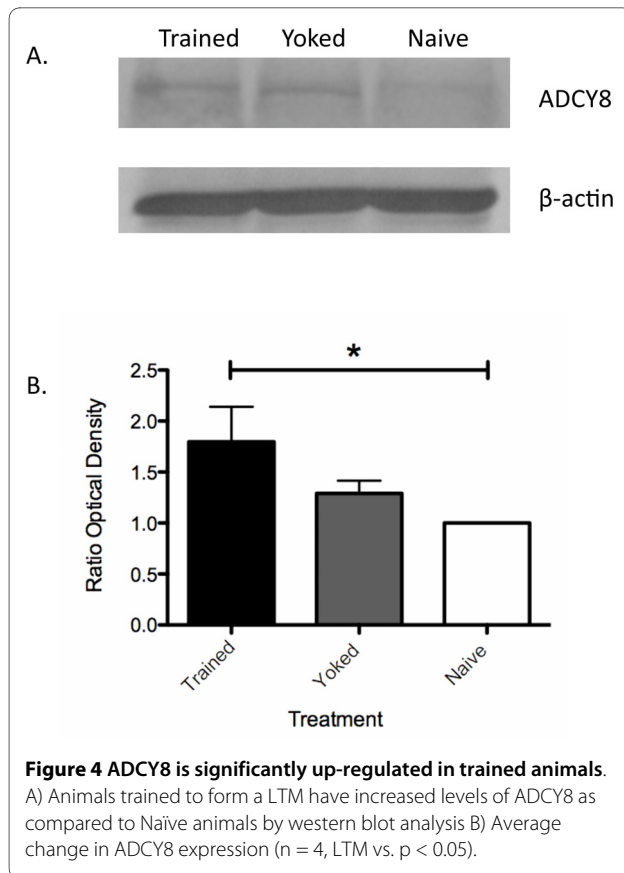 A.
Trained Yoked Naive
ADCY8
β-actin
B.
*
Ratio Optical Density
2.5
2.0
1.5
1.0
0.5
0.0
Trained
Yoked
Naive
Treatment
Figure 4 ADCY8 is significantly up-regulated in trained animals.
A) Animals trained to form a LTM have increased levels of ADCY8 as
compared to Naïve animals by western blot analysis B) Average
change in ADCY8 expression (n = 4, LTM vs. p < 0.05).